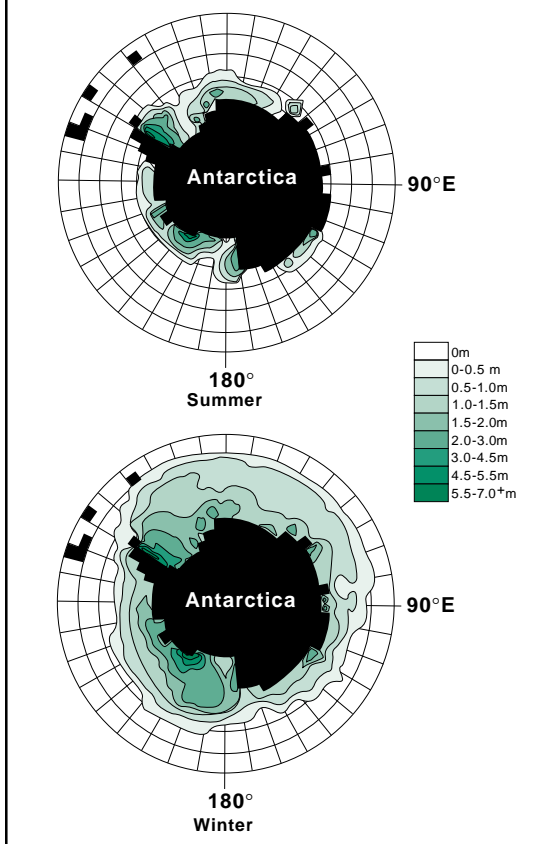 Antarctica
90°E
180°
Summer
0m
0-0.5 m
0.5-1.0m
1.0-1.5m
1.5-2.0m
2.0-3.0m
3.0-4.5m
4.5-5.5m
5.5-7.0+m
Antarctica
90°E
180°
Winter